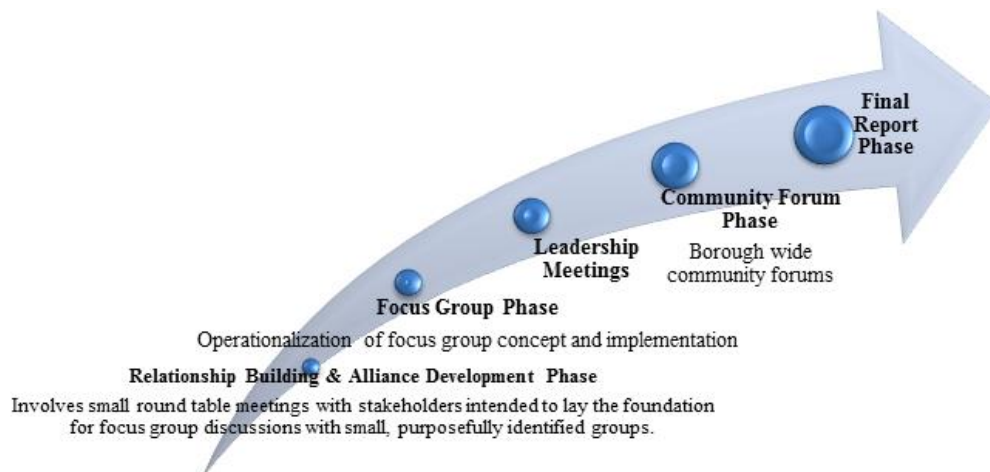 Final
Report
Phase
Community Forum
Phase
Borough wide
community forums
Leadership
Meetings
Focus Group Phase
Operationalization of focus group concept and implementation
Relationship Building & Alliance Development Phase
Involves small round table meetings with stakeholders intended to lay the foundation
for focus group discussions with small, purposefully identified groups.